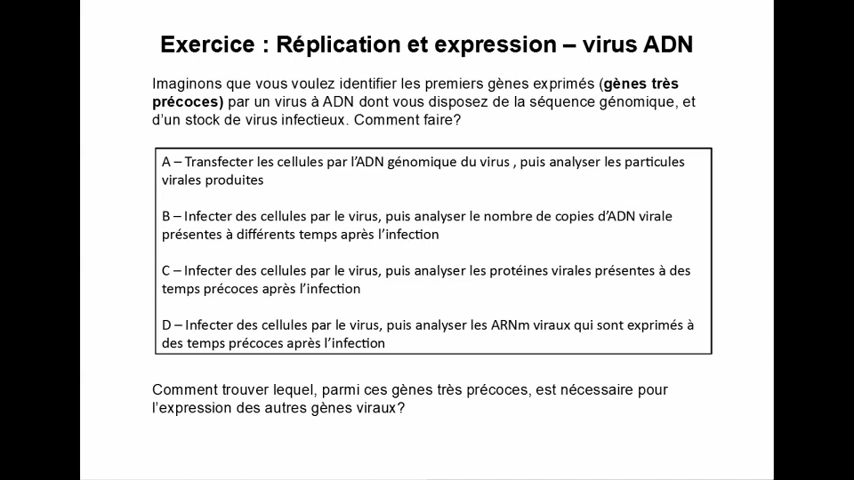 Exercice : Réplication et expression – virus ADN
Imaginons que vous voulez identifier les premiers gènes exprimés (gènes très
précoces) par un virus à ADN dont vous disposez de la séquence génomique, et
d'un stock de virus infectieux. Comment faire?
A – Transfecter les cellules par l'ADN génomique du virus , puis analyser les particules
virales produites
B – Infecter des cellules par le virus, puis analyser le nombre de copies d'ADN virale
présentes à différents temps après l'infection
C – Infecter des cellules par le virus, puis analyser les protéines virales présentes à des
temps précoces après l'infection
D – Infecter des cellules par le virus, puis analyser les ARNm viraux qui sont exprimés à
des temps précoces après l'infection
Comment trouver lequel, parmi ces gènes très précoces, est nécessaire pour
l'expression des autres gènes viraux?